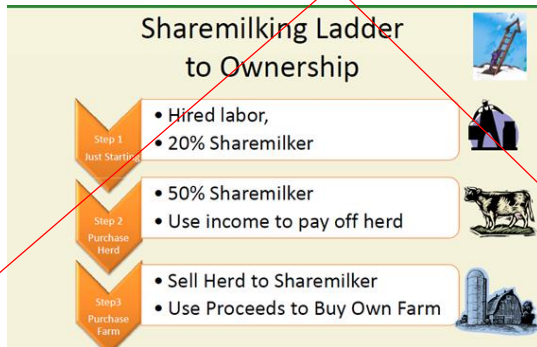 Sharemilking Ladder
to Ownership
Step 1
Just Starting
• Hired labor,
• 20% Sharemilker
Step 2
Purchase
Herd
• 50% Sharemilker
• Use income to pay off herd
Step3
Purchase
Farm
• Sell Herd to Sharemilker
• Use Proceeds to Buy Own Farm